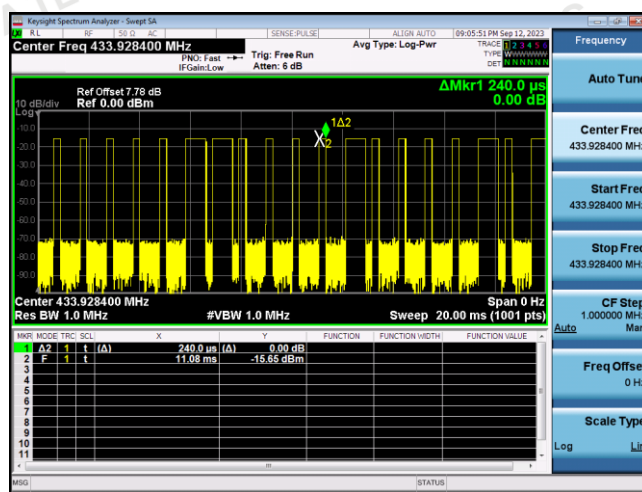 Keysight Spectrum Analyzer - Swept SA
RL RF 50 Ω AC SENSE:PULSE ALIGN AUTO 09:05:51 PM Sep 12, 2023
Center Freq 433.928400 MHz Avg Type: Log-Pwr TRACE 1 2 3 4 5 6
PNO: Fast Trig: Free Run TYPE WWWWWW
IFGain:Low Atten: 6 dB DET N N N N N N
Frequency
ΔMkr1 240.0 µs
0.00 dB
Ref Offset 7.78 dB
10 dB/div Ref 0.00 dBm
Log
-10.0
-20.0
-30.0
-40.0
-50.0
-60.0
-70.0
-80.0
-90.0
1Δ2
X2
Center 433.928400 MHz Span 0 Hz
Res BW 1.0 MHz #VBW 1.0 MHz Sweep 20.00 ms (1001 pts)
MKR MODE TRC SCL X Y FUNCTION FUNCTION WIDTH FUNCTION VALUE
1 Δ2 1 t (Δ) 240.0 µs (Δ) 0.00 dB
2 F 1 t 11.08 ms -15.65 dBm
3
4
5
6
7
8
9
10
11
MSG STATUS
Auto Tune
Center Freq
433.928400 MHz
Start Freq
433.928400 MHz
Stop Freq
433.928400 MHz
CF Step
1.000000 MHz
Auto Man
Freq Offset
0 Hz
Scale Type
Log Lin